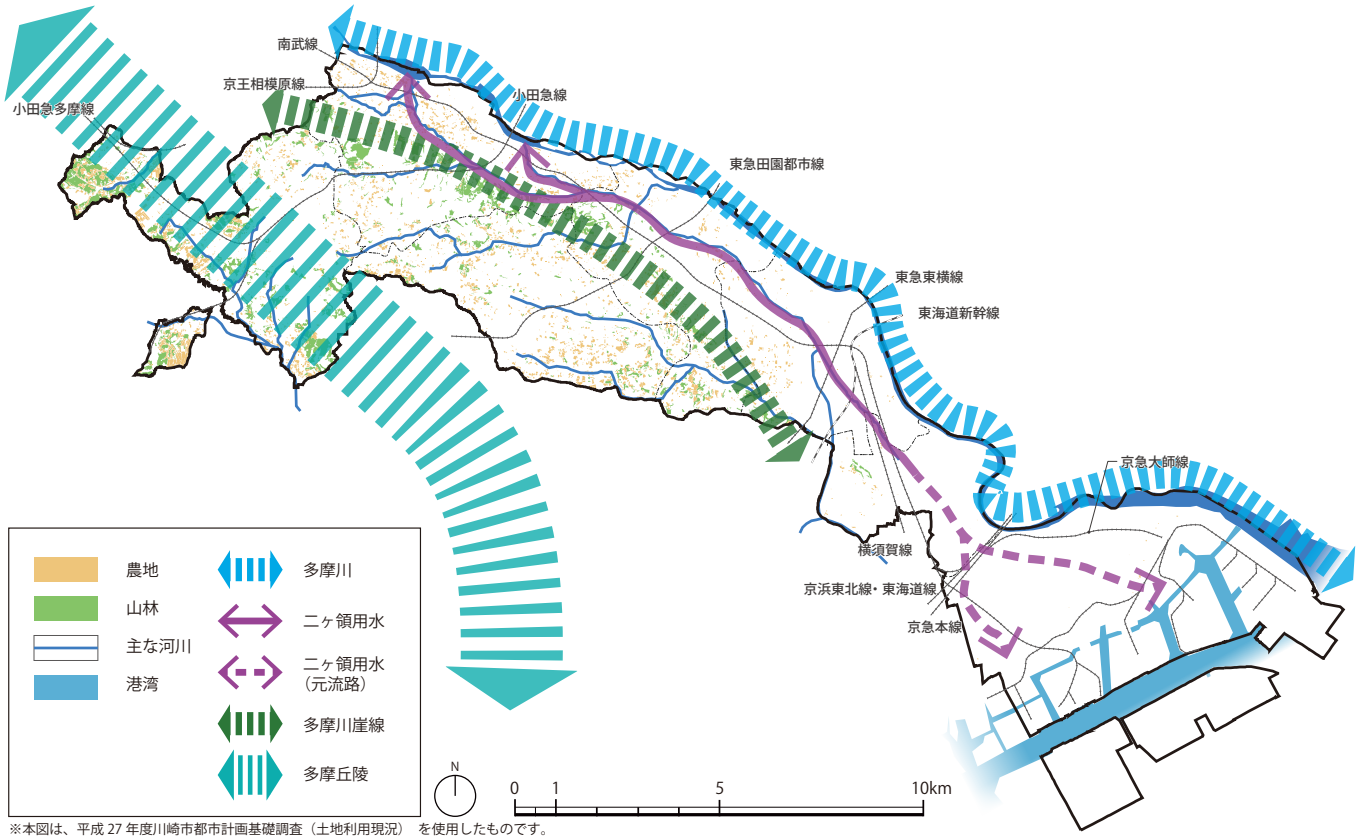 南武線
京王相模原線
小田急多摩線
小田急線
東急田園都市線
東急東横線
東海道新幹線
京急大師線
横須賀線
京浜東北線・東海道線
京急本線
農地
山林
主な河川
港湾
多摩川
二ヶ領用水
二ヶ領用水
（元流路）
多摩川崖線
多摩丘陵
N
0 1 5 10km
※本図は、平成 27 年度川崎市都市計画基礎調査（土地利用現況） を使用したものです。